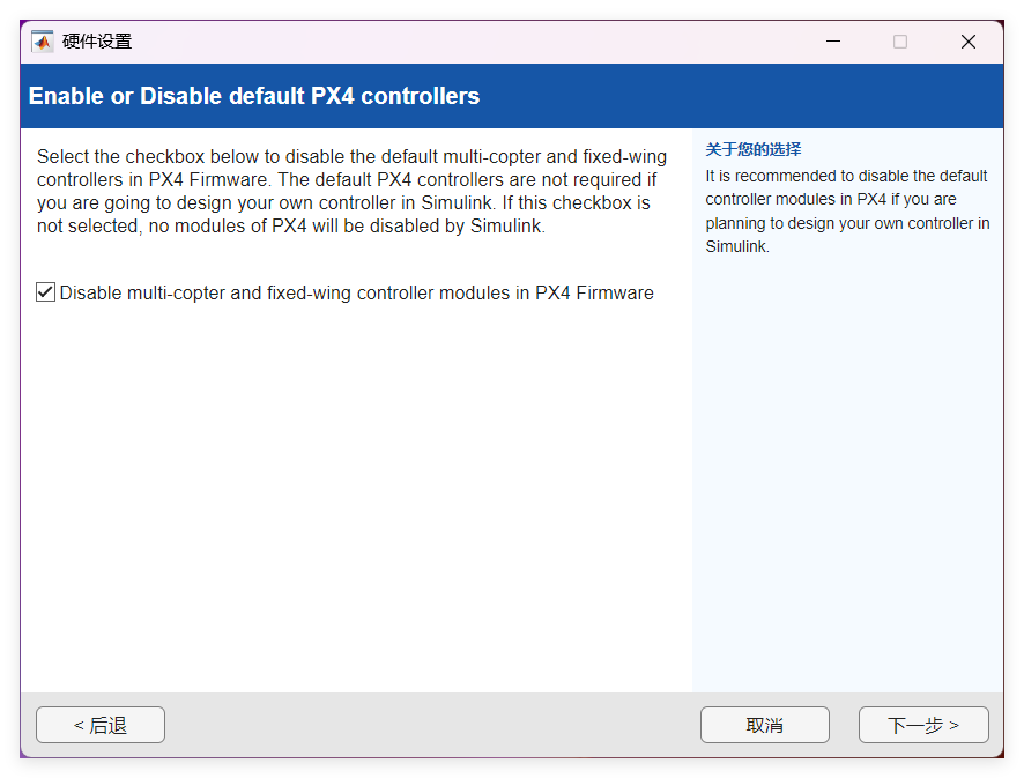 硬件设置
Enable or Disable default PX4 controllers
Select the checkbox below to disable the default multi-copter and fixed-wing
controllers in PX4 Firmware. The default PX4 controllers are not required if
you are going to design your own controller in Simulink. If this checkbox is
not selected, no modules of PX4 will be disabled by Simulink.
Disable multi-copter and fixed-wing controller modules in PX4 Firmware
关于您的选择
It is recommended to disable the default
controller modules in PX4 if you are
planning to design your own controller in
Simulink.
< 后退
取消
下一步 >